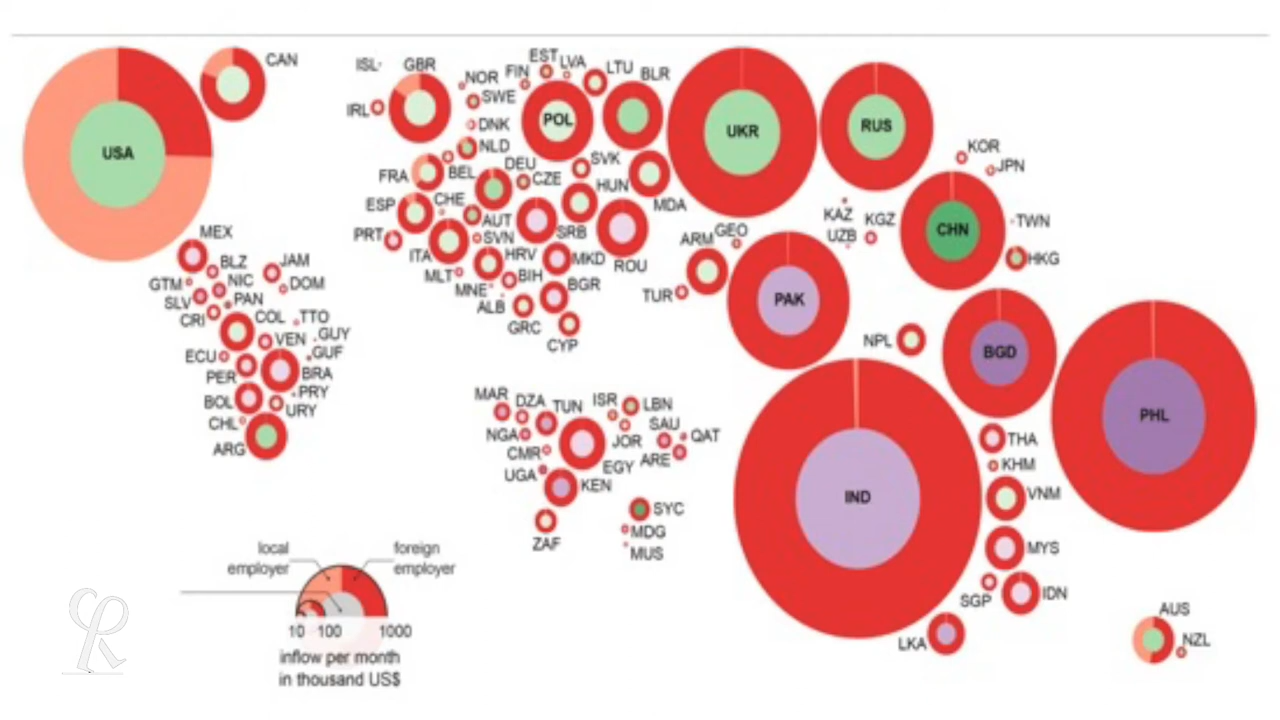 USA
CAN
MEX
BLZ
JAM
GTM
NIC
DOM
SLV
PAN
CRI
COL
TTO
VEN
GUY
ECU
GUF
PER
BRA
BOL
PRY
URY
CHL
ARG
ISL
GBR
NOR
FIN
EST
LVA
LTU
BLR
IRL
SWE
POL
DNK
NLD
FRA
BEL
DEU
CZE
SVK
HUN
MDA
ESP
CHE
AUT
PRT
SVN
SRB
ROU
ITA
HRV
MKD
MLT
BIH
MNE
BGR
ALB
GRC
CYP
UKR
RUS
KOR
JPN
KAZ
KGZ
UZB
CHN
TWN
HKG
ARM
GEO
TUR
PAK
NPL
BGD
PHL
IND
MAR
DZA
TUN
ISR
LBN
NGA
JOR
SAU
QAT
CMR
EGY
ARE
UGA
KEN
SYC
ZAF
MDG
MUS
THA
KHM
VNM
MYS
SGP
IDN
LKA
AUS
NZL
local
employer
foreign
employer
10 100 1000
inflow per month
in thousand US$